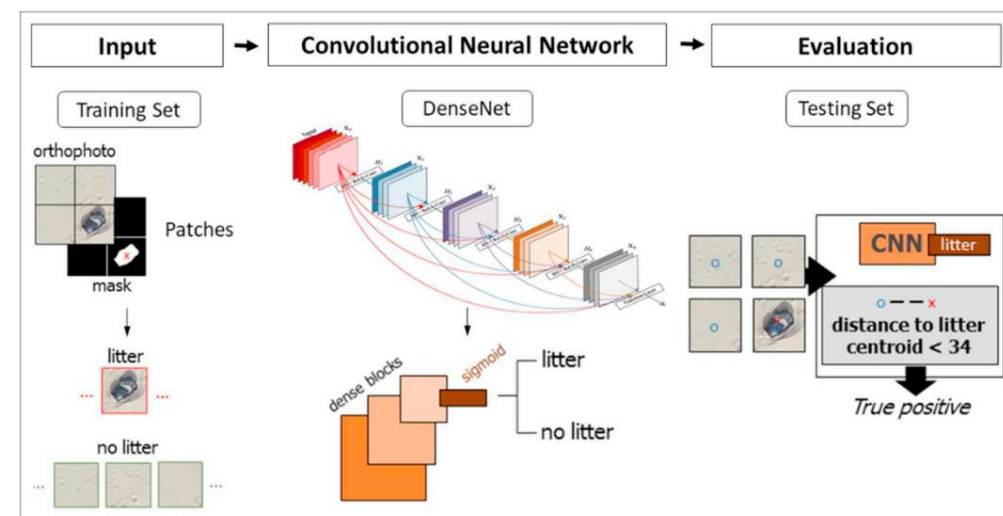 Input
Convolutional Neural Network
Evaluation
Training Set
orthophoto
x
mask
Patches
litter
... ...
no litter
... ...
DenseNet
Input
dense blocks
sigmoid
litter
no litter
Testing Set
o o
o x
CNN litter
o — — x
distance to litter
centroid < 34
True positive